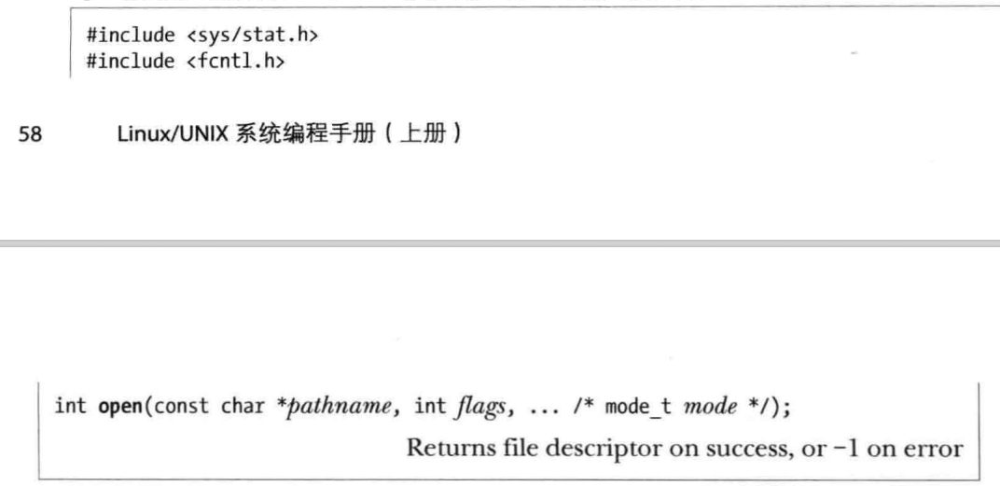 #include <sys/stat.h>
#include <fcntl.h>
58 Linux/UNIX 系统编程手册（上册）
int open(const char *pathname, int flags, ... /* mode_t mode */);
Returns file descriptor on success, or −1 on error